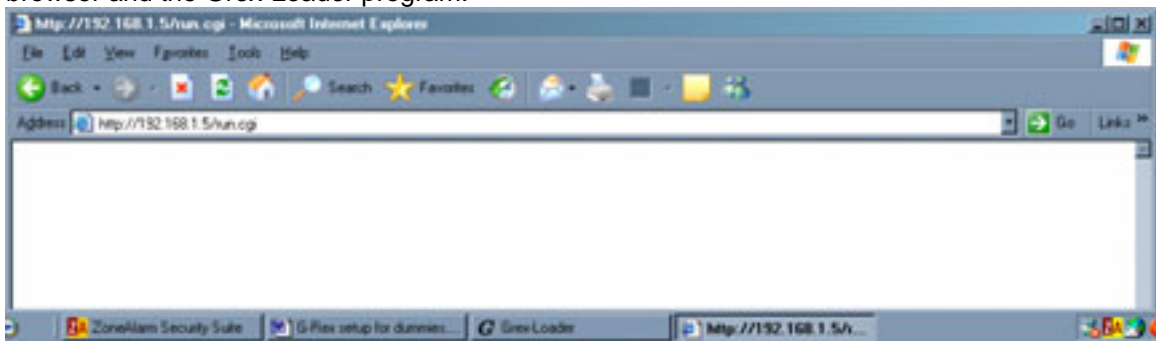 browser and the Grex Loader program.
http://192.168.1.5/run.cgi - Microsoft Internet Explorer
File Edit View Favorites Tools Help
Back Search Favorites
Address http://192.168.1.5/run.cgi Go Links »
ZoneAlarm Security Suite G-Rex setup for dummies... Grex-Loader http://192.168.1.5/r...